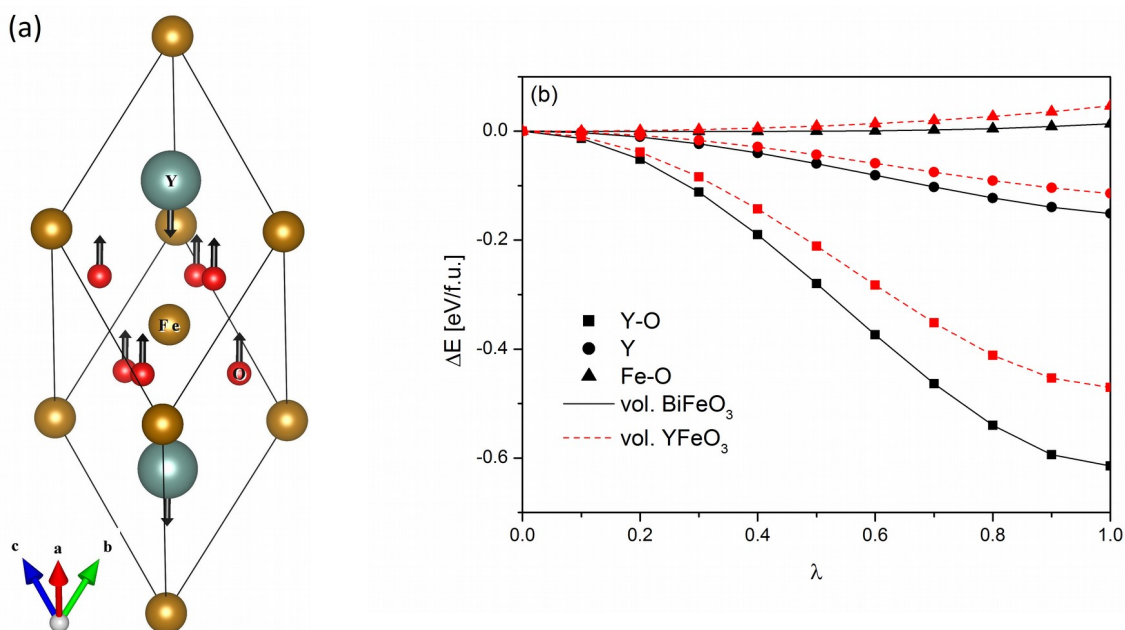 (a)
Y
Fe
O
c a b
(b)
0.0
-0.2
-0.4
-0.6
ΔE [eV/f.u.]
Y-O
Y
Fe-O
vol. BiFeO₃
vol. YFeO₃
0.0 0.2 0.4 0.6 0.8 1.0
λ